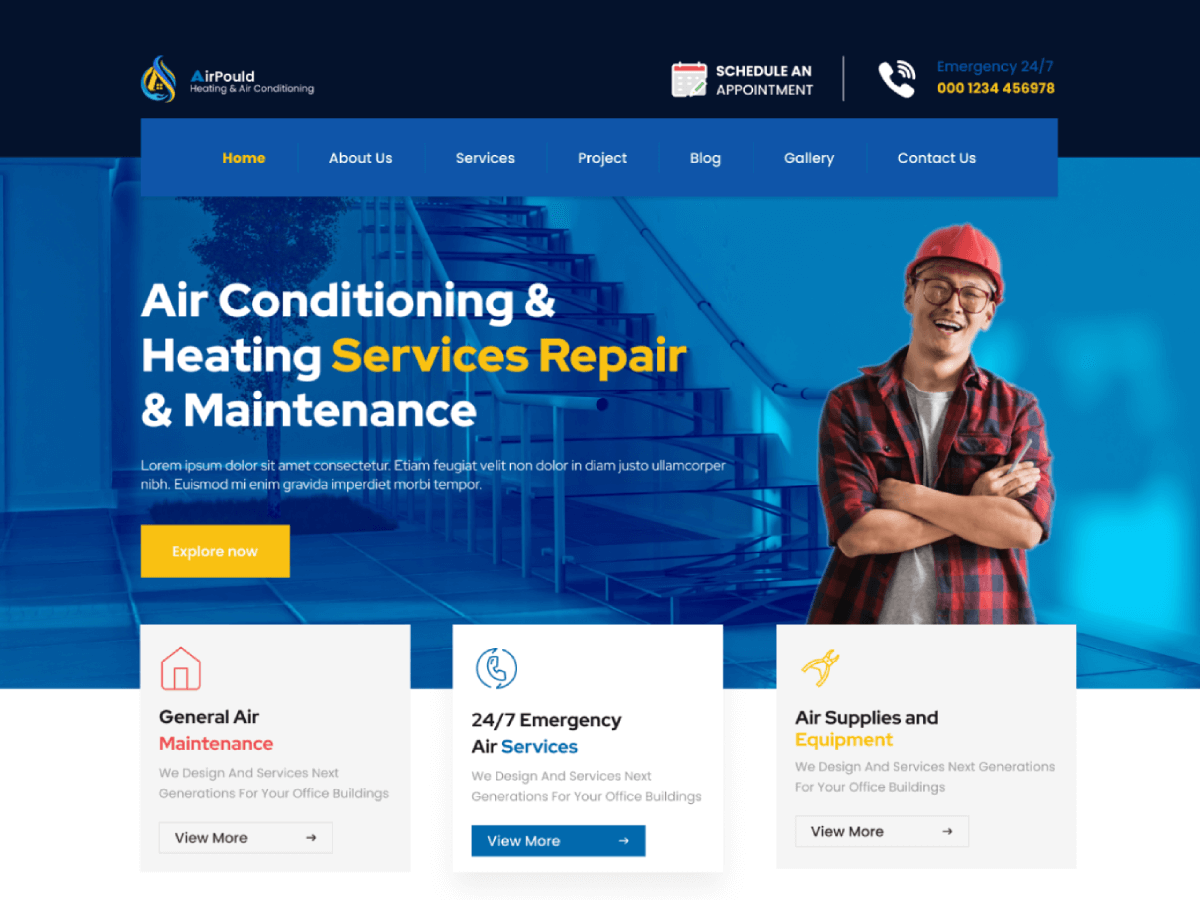 AirPould
Heating & Air Conditioning
SCHEDULE AN
APPOINTMENT
Emergency 24/7
000 1234 456978
Home
About Us
Services
Project
Blog
Gallery
Contact Us
Air Conditioning &
Heating Services Repair
& Maintenance
Lorem ipsum dolor sit amet consectetur. Etiam feugiat velit non dolor in diam justo ullamcorper
nibh. Euismod mi enim gravida imperdiet morbi tempor.
Explore now
General Air
Maintenance
We Design And Services Next
Generations For Your Office Buildings
View More
24/7 Emergency
Air Services
We Design And Services Next
Generations For Your Office Buildings
View More
Air Supplies and
Equipment
We Design And Services Next Generations
For Your Office Buildings
View More